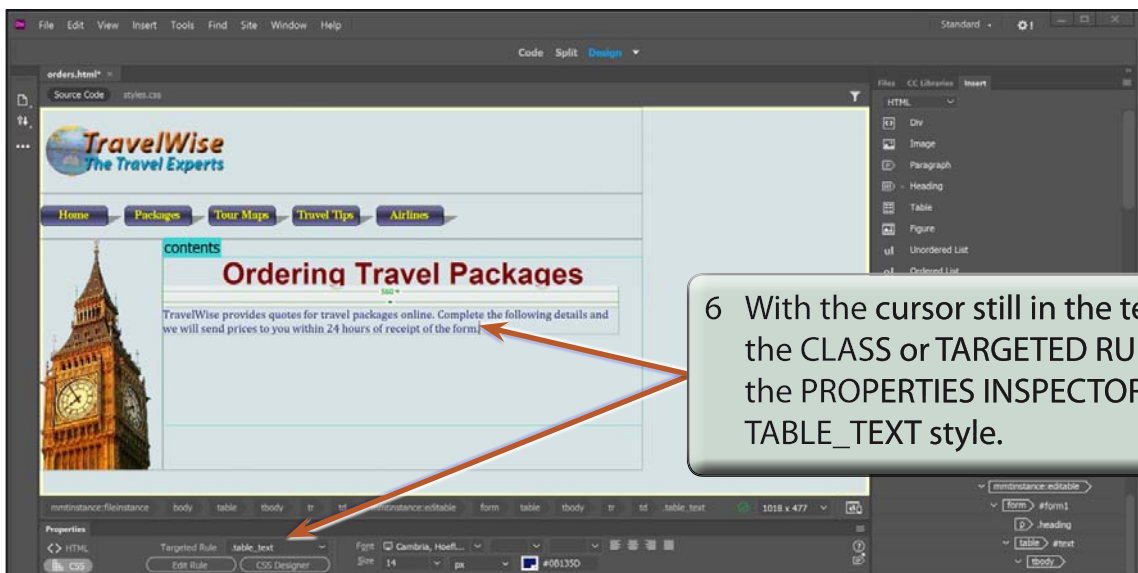 File Edit View Insert Tools Find Site Window Help
Standard
Code Split Design
orders.html*
Source Code styles.css
Files CC Libraries Insert
HTML
Div
Image
Paragraph
Heading
Table
Figure
ul Unordered List
ol Ordered List
TravelWise
The Travel Experts
Home Packages Tour Maps Travel Tips Airlines
contents
Ordering Travel Packages
560
TravelWise provides quotes for travel packages online. Complete the following details and
we will send prices to you within 24 hours of receipt of the form.
6 With the cursor still in the te
the CLASS or TARGETED RU
the PROPERTIES INSPECTOR
TABLE_TEXT style.
mmtinstance:fileinstance body table tbody tr td mmtinstance:editable form table tbody tr td .table_text 1018 x 477
mmtinstance:editable
form #form1
p .heading
table #text
tbody
Properties
<> HTML Targeted Rule .table_text Font Cambria, Hoefl...
CSS Edit Rule CSS Designer Size 14 px #0B135D